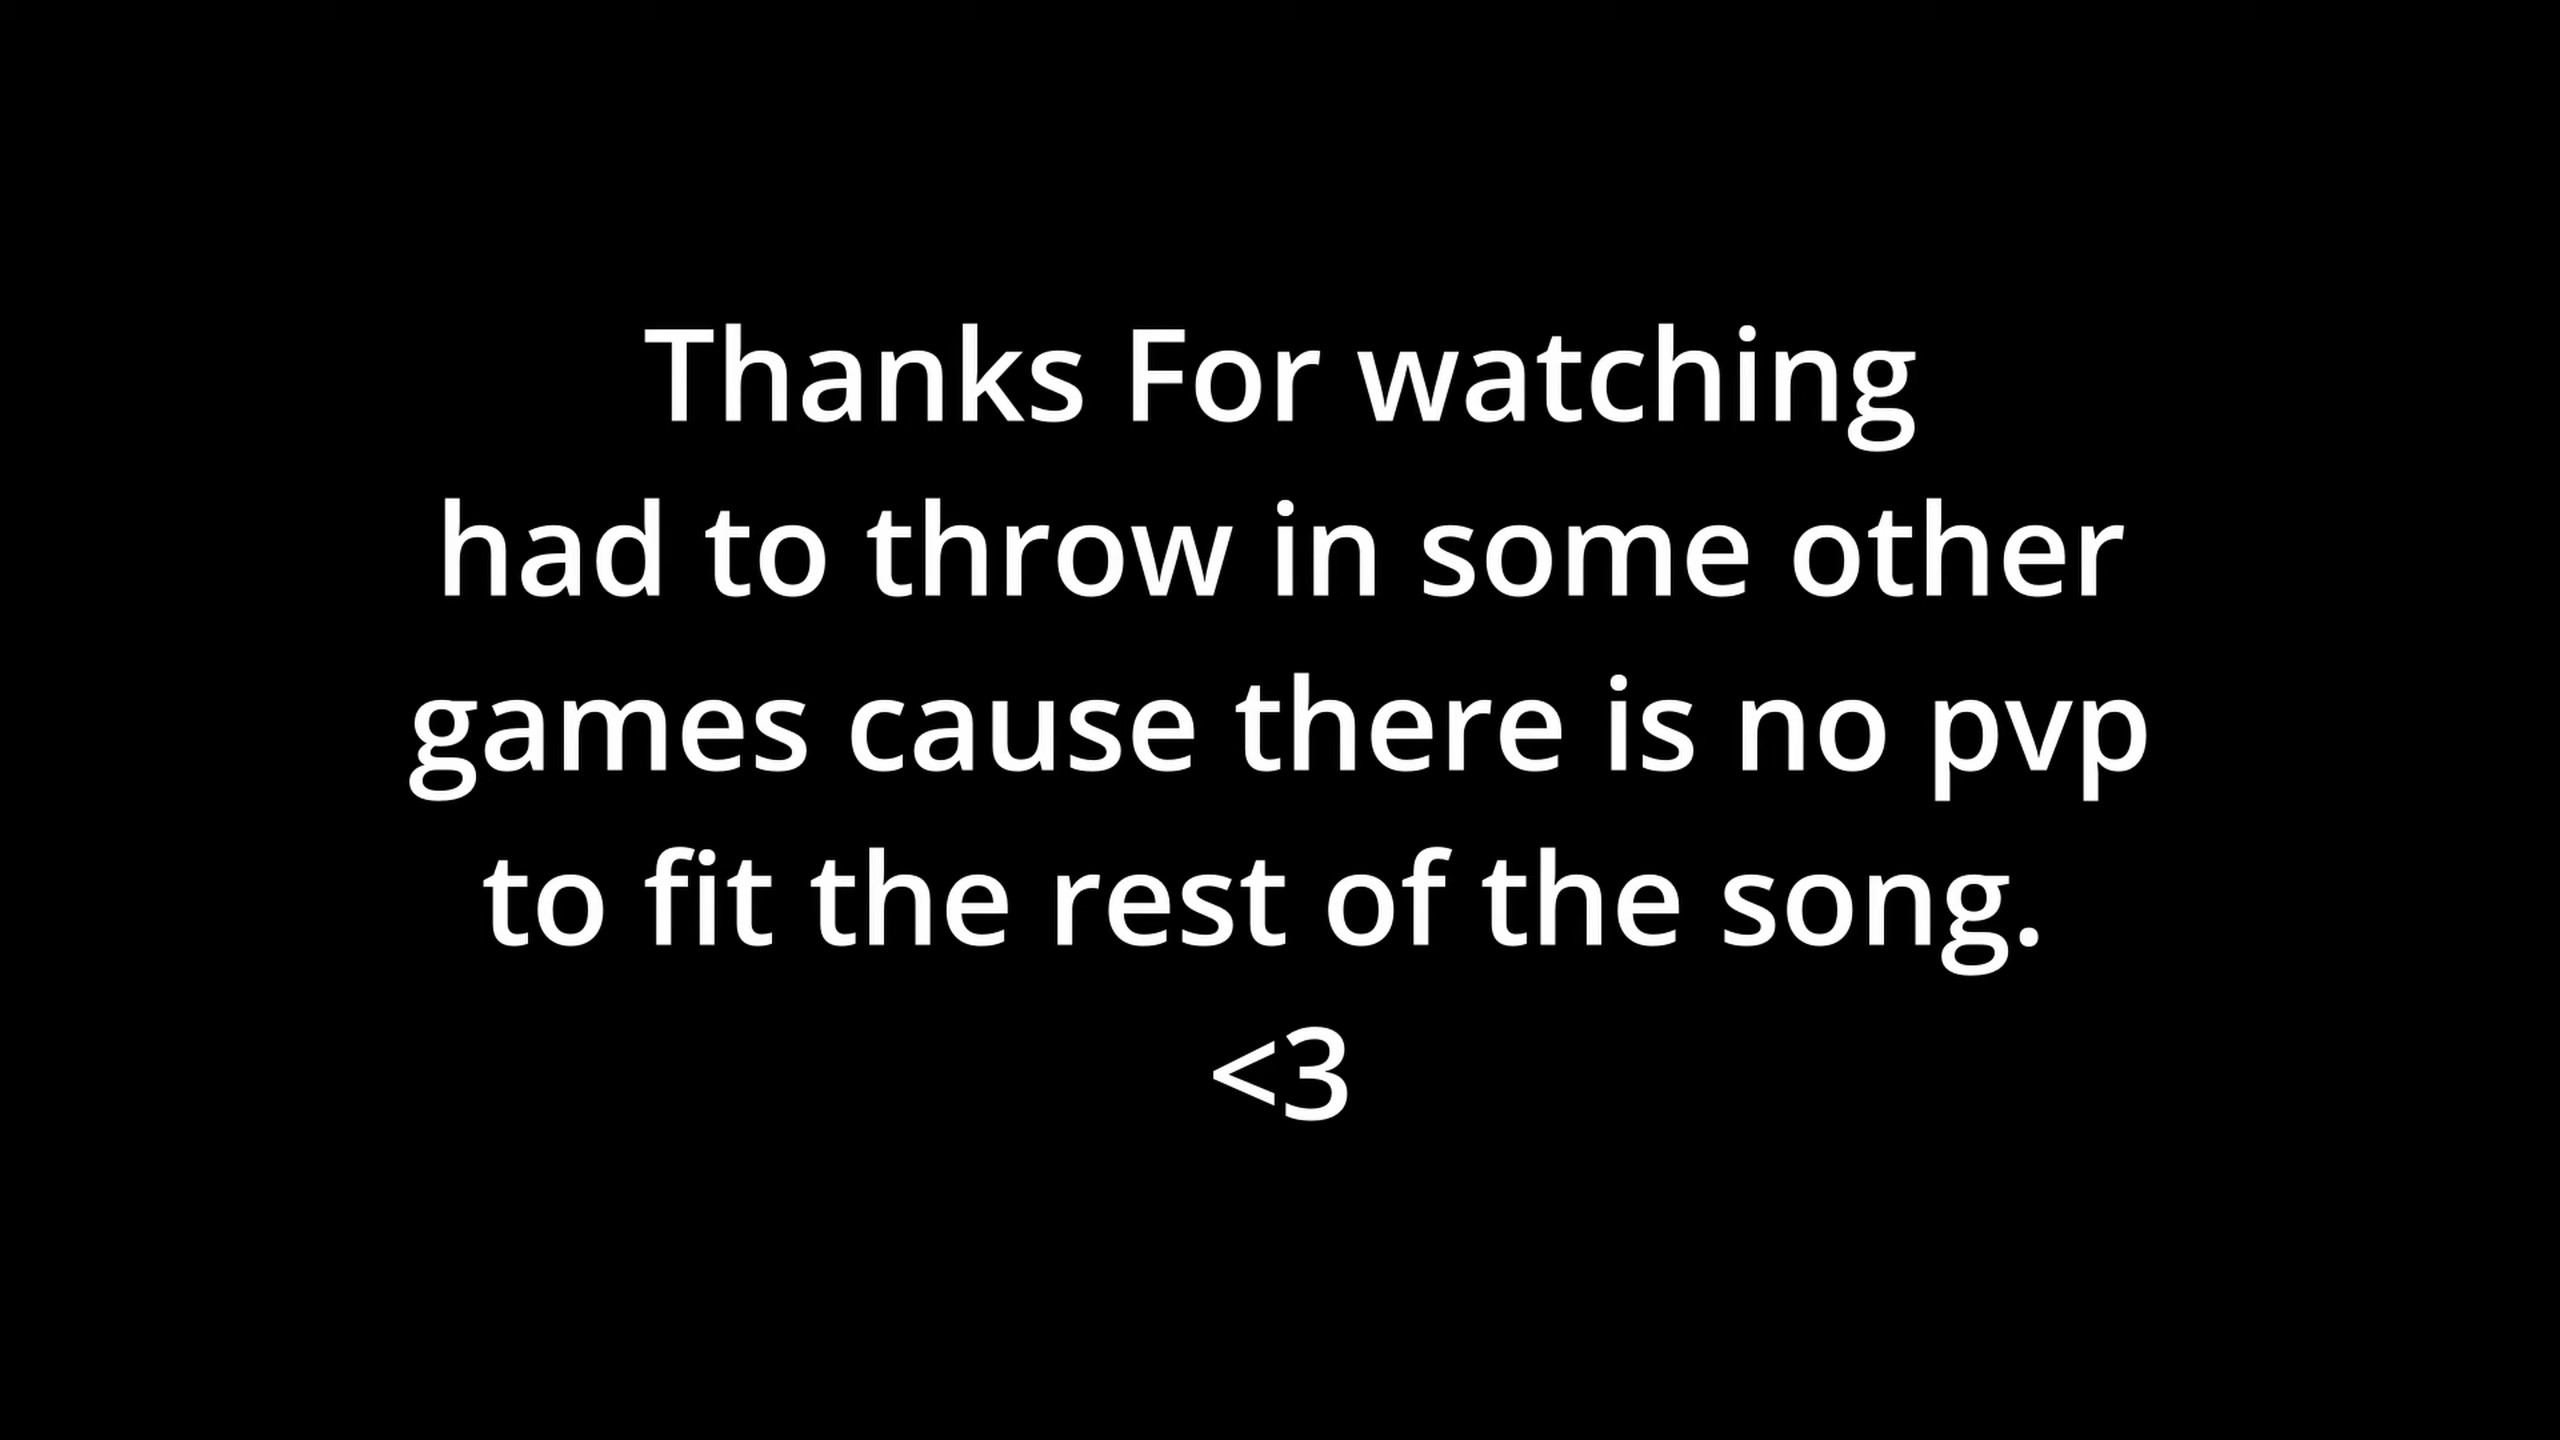 Thanks For watching
had to throw in some other
games cause there is no pvp
to fit the rest of the song.
<3